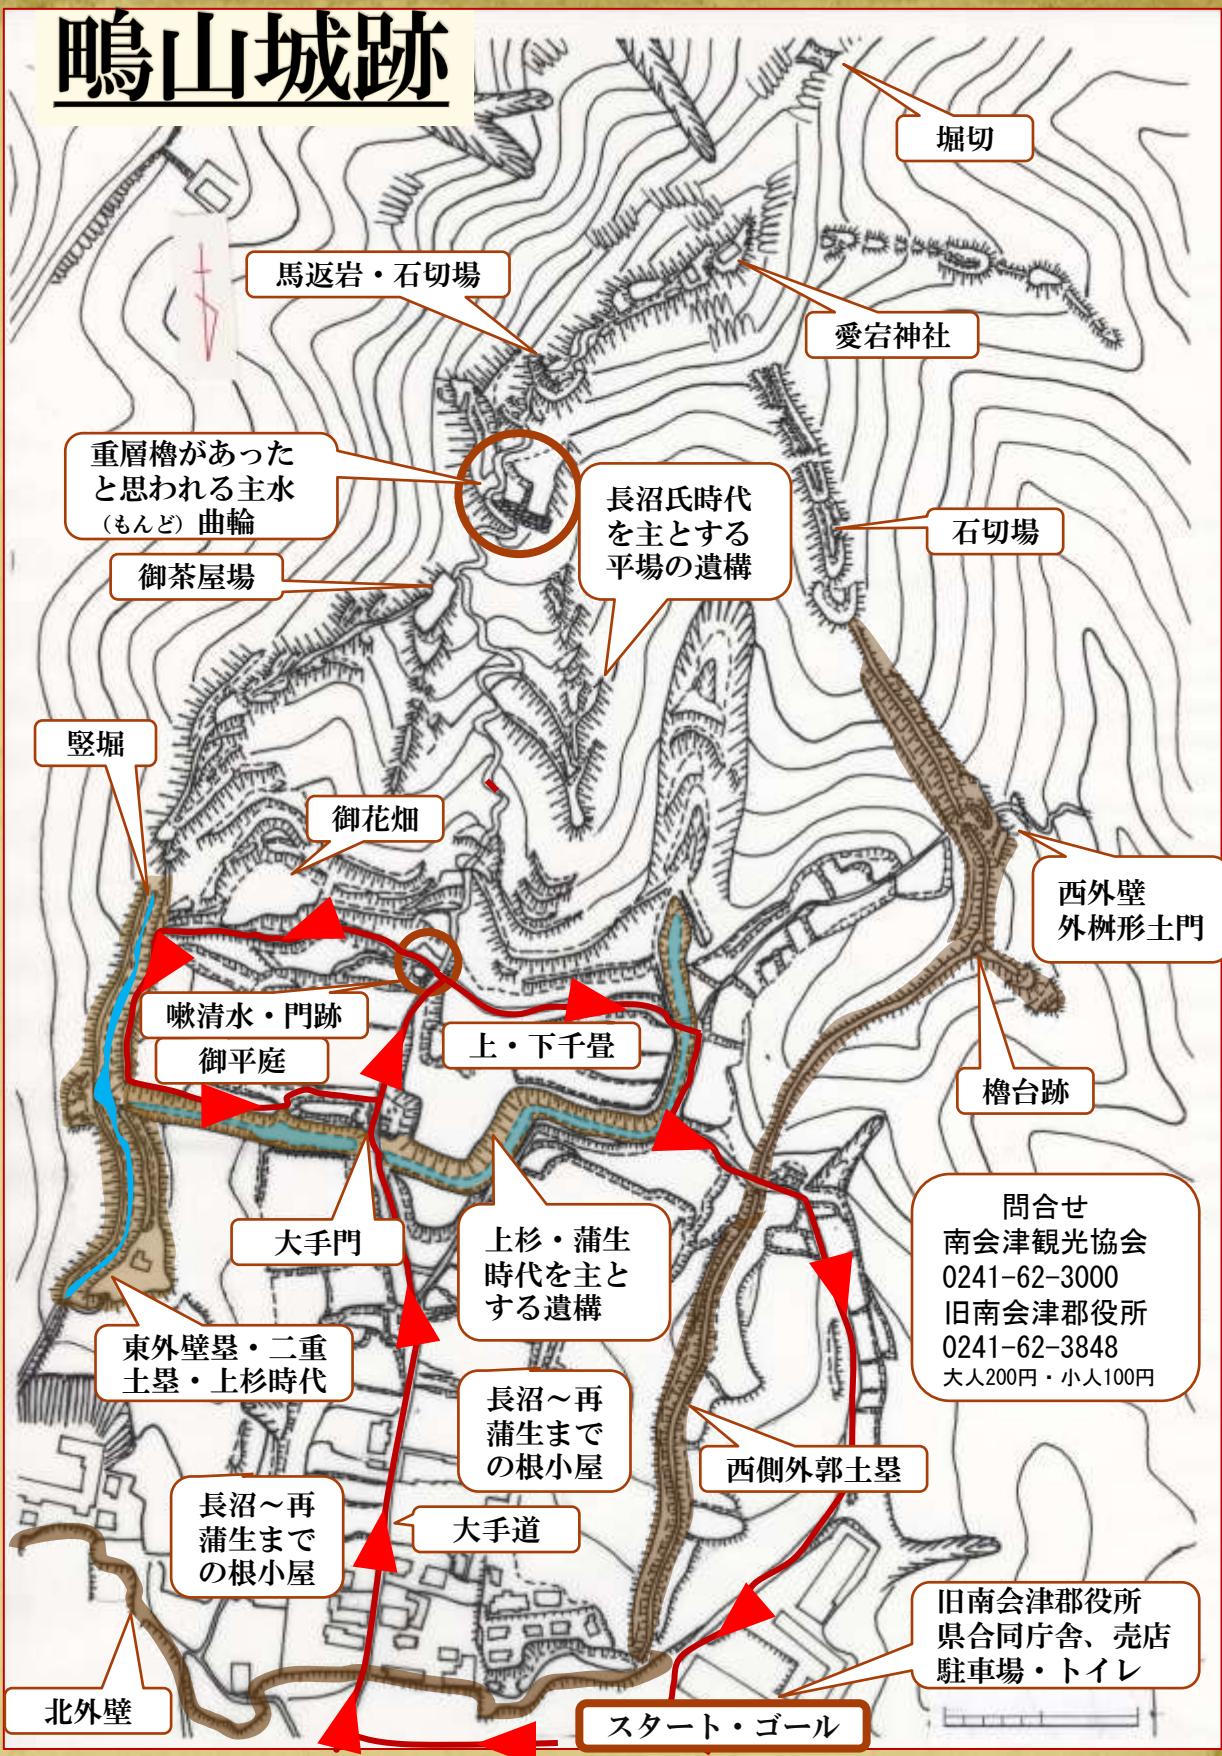 鴫山城跡
堀切
馬返岩・石切場
愛宕神社
重層櫓があった
と思われる主水
（もんど）曲輪
長沼氏時代
を主とする
平場の遺構
石切場
御茶屋場
竪堀
御花畑
西外壁
外桝形土門
嗽清水・門跡
上・下千畳
御平庭
櫓台跡
大手門
上杉・蒲生
時代を主と
する遺構
問合せ
南会津観光協会
0241-62-3000
旧南会津郡役所
0241-62-3848
大人200円・小人100円
東外壁塁・二重
土塁・上杉時代
長沼～再
蒲生まで
の根小屋
西側外郭土塁
長沼～再
蒲生まで
の根小屋
大手道
旧南会津郡役所
県合同庁舎、売店
駐車場・トイレ
北外壁
スタート・ゴール